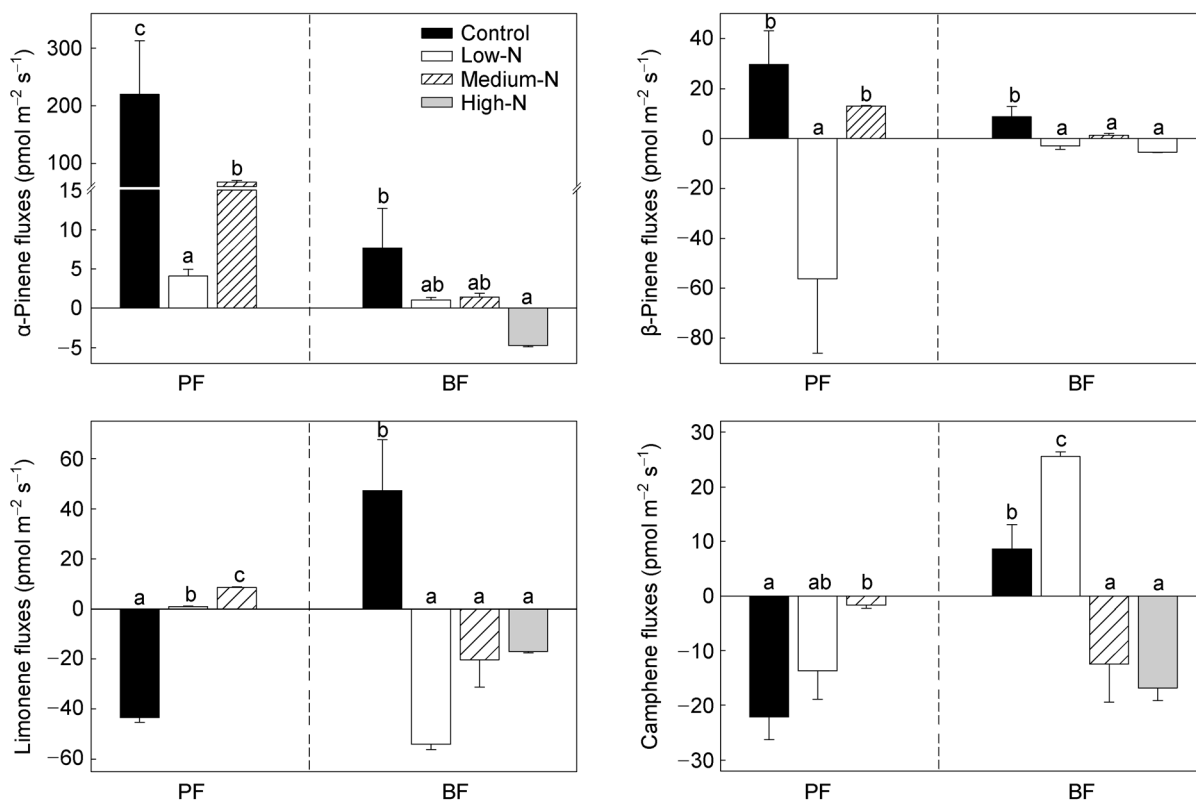 α-Pinene fluxes (pmol m⁻² s⁻¹)
300
200
100
15
10
5
0
−5
c
a
b
b
ab
ab
a
Control
Low-N
Medium-N
High-N
PF
BF
β-Pinene fluxes (pmol m⁻² s⁻¹)
40
20
0
−20
−40
−60
−80
b
a
b
b
a
a
a
PF
BF
Limonene fluxes (pmol m⁻² s⁻¹)
60
40
20
0
−20
−40
−60
a
b
c
b
a
a
a
PF
BF
Camphene fluxes (pmol m⁻² s⁻¹)
30
20
10
0
−10
−20
−30
a
ab
b
b
c
a
a
PF
BF